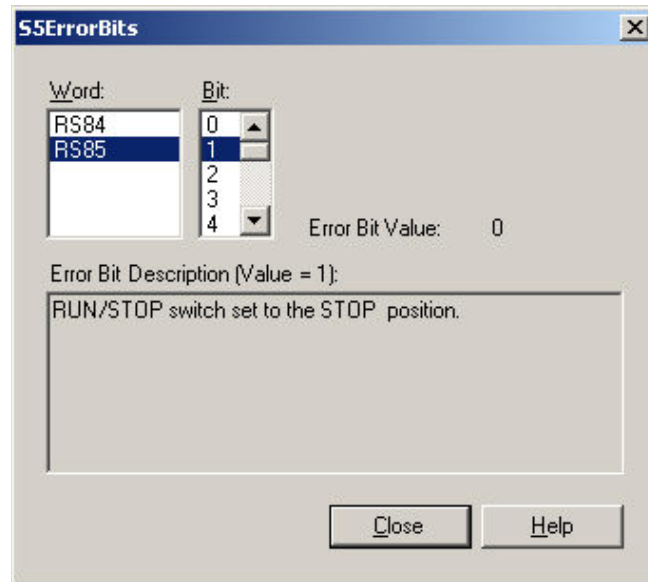 S5ErrorBits
Word:
Bit:
RS84
RS85
0
1
2
3
4
Error Bit Value: 0
Error Bit Description (Value = 1):
RUN/STOP switch set to the STOP position.
Close
Help